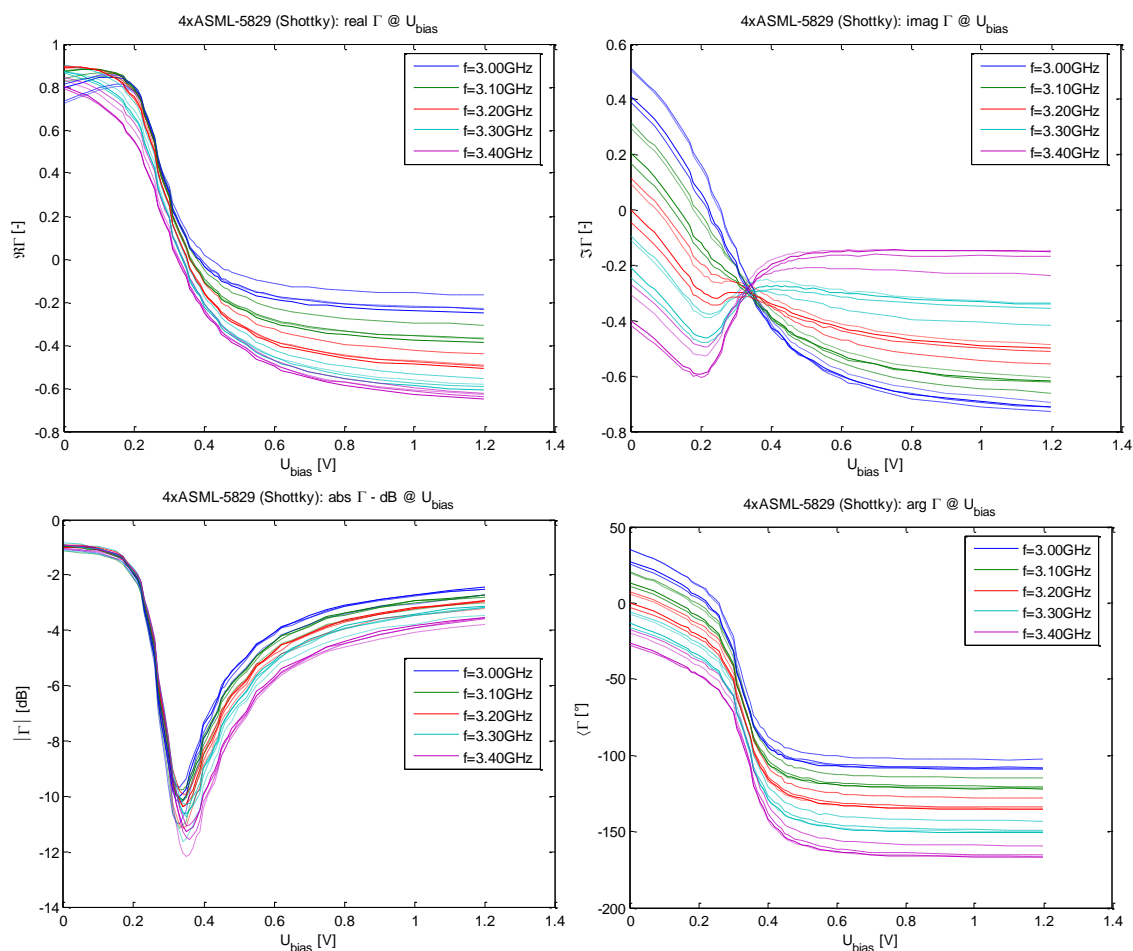 4xASML-5829 (Shottky): real Γ @ U_bias
1
0.8
0.6
0.4
0.2
0
-0.2
-0.4
-0.6
-0.8
ℜΓ [-]
0 0.2 0.4 0.6 0.8 1 1.2 1.4
U_bias [V]
f=3.00GHz
f=3.10GHz
f=3.20GHz
f=3.30GHz
f=3.40GHz
4xASML-5829 (Shottky): imag Γ @ U_bias
0.6
0.4
0.2
0
-0.2
-0.4
-0.6
-0.8
ℑΓ [-]
0 0.2 0.4 0.6 0.8 1 1.2 1.4
U_bias [V]
f=3.00GHz
f=3.10GHz
f=3.20GHz
f=3.30GHz
f=3.40GHz
4xASML-5829 (Shottky): abs Γ - dB @ U_bias
0
-2
-4
-6
-8
-10
-12
-14
|Γ| [dB]
0 0.2 0.4 0.6 0.8 1 1.2 1.4
U_bias [V]
f=3.00GHz
f=3.10GHz
f=3.20GHz
f=3.30GHz
f=3.40GHz
4xASML-5829 (Shottky): arg Γ @ U_bias
50
0
-50
-100
-150
-200
⟨Γ [°]
0 0.2 0.4 0.6 0.8 1 1.2 1.4
U_bias [V]
f=3.00GHz
f=3.10GHz
f=3.20GHz
f=3.30GHz
f=3.40GHz